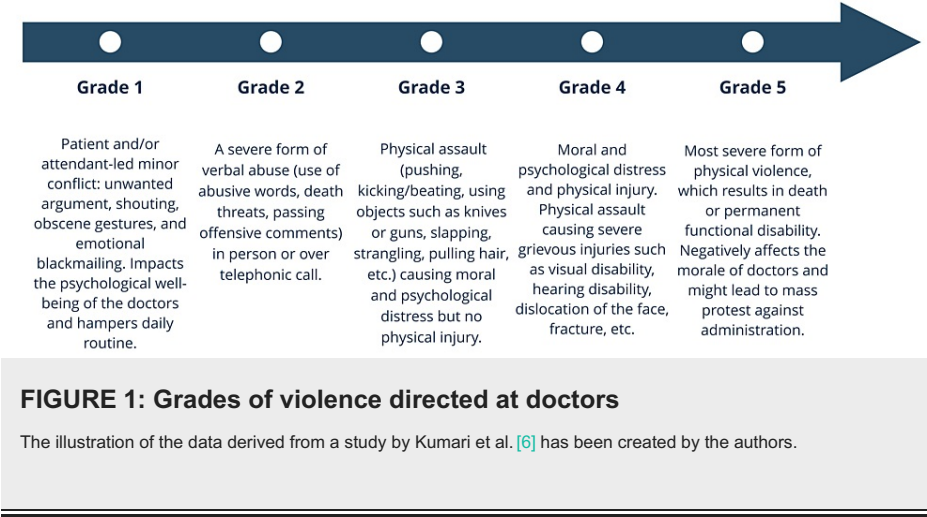 Grade 1
Grade 2
Grade 3
Grade 4
Grade 5
Patient and/or
attendant-led minor
conflict: unwanted
argument, shouting,
obscene gestures, and
emotional
blackmailing. Impacts
the psychological well-
being of the doctors
and hampers daily
routine.
A severe form of
verbal abuse (use of
abusive words, death
threats, passing
offensive comments)
in person or over
telephonic call.
Physical assault
(pushing,
kicking/beating, using
objects such as knives
or guns, slapping,
strangling, pulling hair,
etc.) causing moral
and psychological
distress but no
physical injury.
Moral and
psychological distress
and physical injury.
Physical assault
causing severe
grievous injuries such
as visual disability,
hearing disability,
dislocation of the face,
fracture, etc.
Most severe form of
physical violence,
which results in death
or permanent
functional disability.
Negatively affects the
morale of doctors and
might lead to mass
protest against
administration.
FIGURE 1: Grades of violence directed at doctors
The illustration of the data derived from a study by Kumari et al. [6] has been created by the authors.